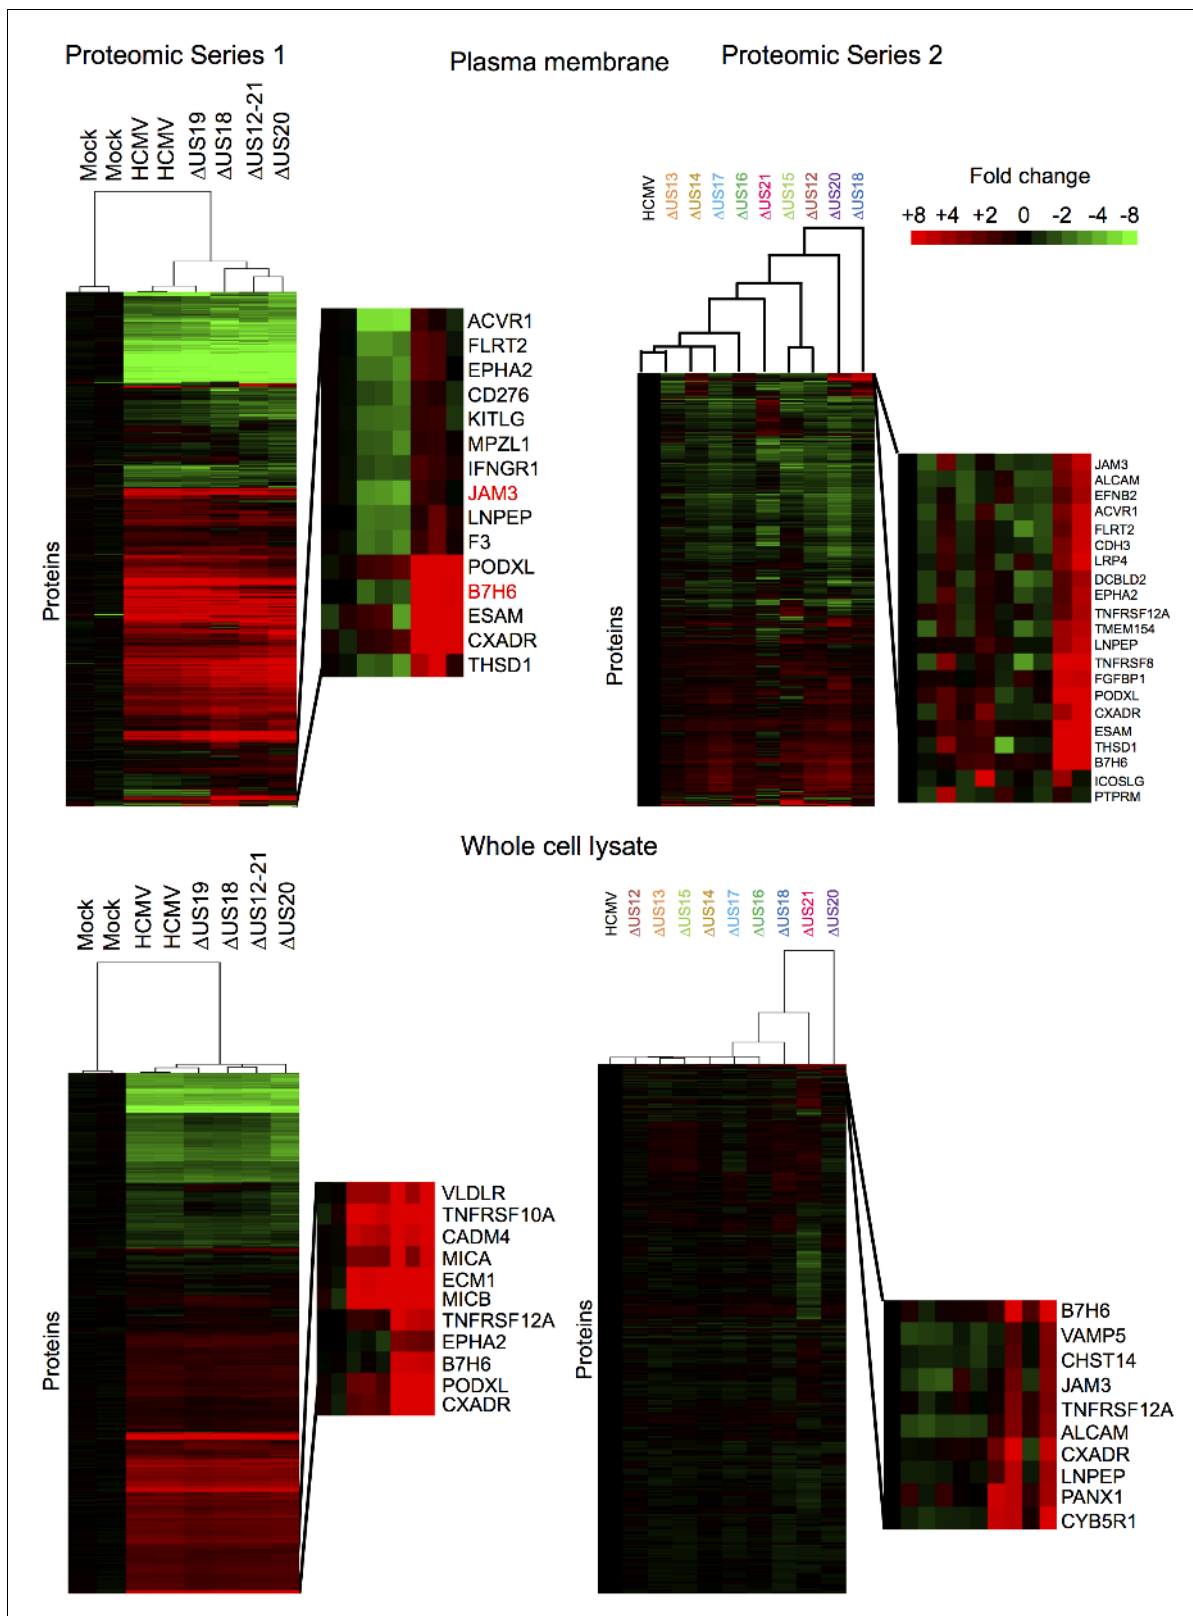 Proteomic Series 1
Plasma membrane
Proteomic Series 2
Mock
Mock
HCMV
HCMV
ΔUS19
ΔUS18
ΔUS12-21
ΔUS20
HCMV
ΔUS13
ΔUS14
ΔUS17
ΔUS16
ΔUS21
ΔUS15
ΔUS12
ΔUS20
ΔUS18
Fold change
+8 +4 +2 0 -2 -4 -8
Proteins
ACVR1
FLRT2
EPHA2
CD276
KITLG
MPZL1
IFNGR1
JAM3
LNPEP
F3
PODXL
B7H6
ESAM
CXADR
THSD1
Proteins
JAM3
ALCAM
EFNB2
ACVR1
FLRT2
CDH3
LRP4
DCBLD2
EPHA2
TNFRSF12A
TMEM154
LNPEP
TNFRSF8
FGFBP1
PODXL
CXADR
ESAM
THSD1
B7H6
ICOSLG
PTPRM
Whole cell lysate
Mock
Mock
HCMV
HCMV
ΔUS19
ΔUS18
ΔUS12-21
ΔUS20
HCMV
ΔUS12
ΔUS13
ΔUS15
ΔUS14
ΔUS17
ΔUS16
ΔUS18
ΔUS21
ΔUS20
Proteins
VLDLR
TNFRSF10A
CADM4
MICA
ECM1
MICB
TNFRSF12A
EPHA2
B7H6
PODXL
CXADR
Proteins
B7H6
VAMP5
CHST14
JAM3
TNFRSF12A
ALCAM
CXADR
LNPEP
PANX1
CYB5R1